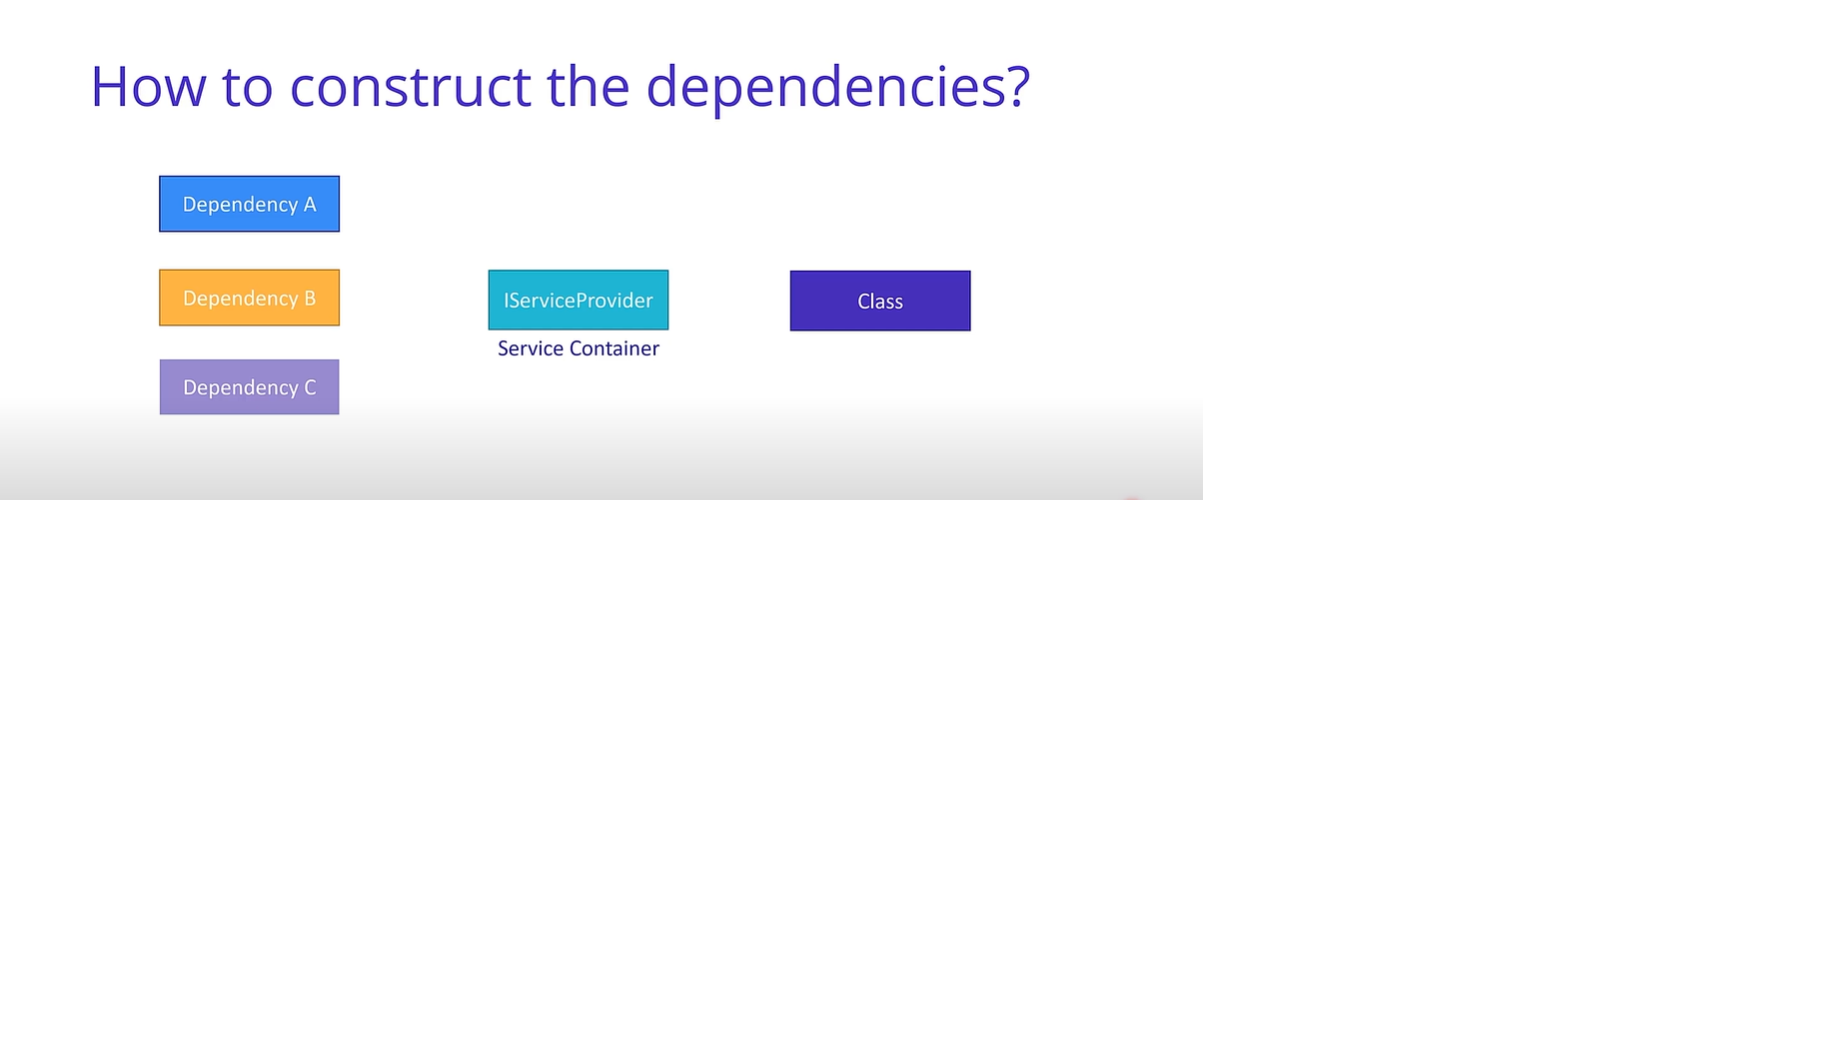 How to construct the dependencies?
Dependency A
Dependency B
IServiceProvider
Class
Service Container
Dependency C